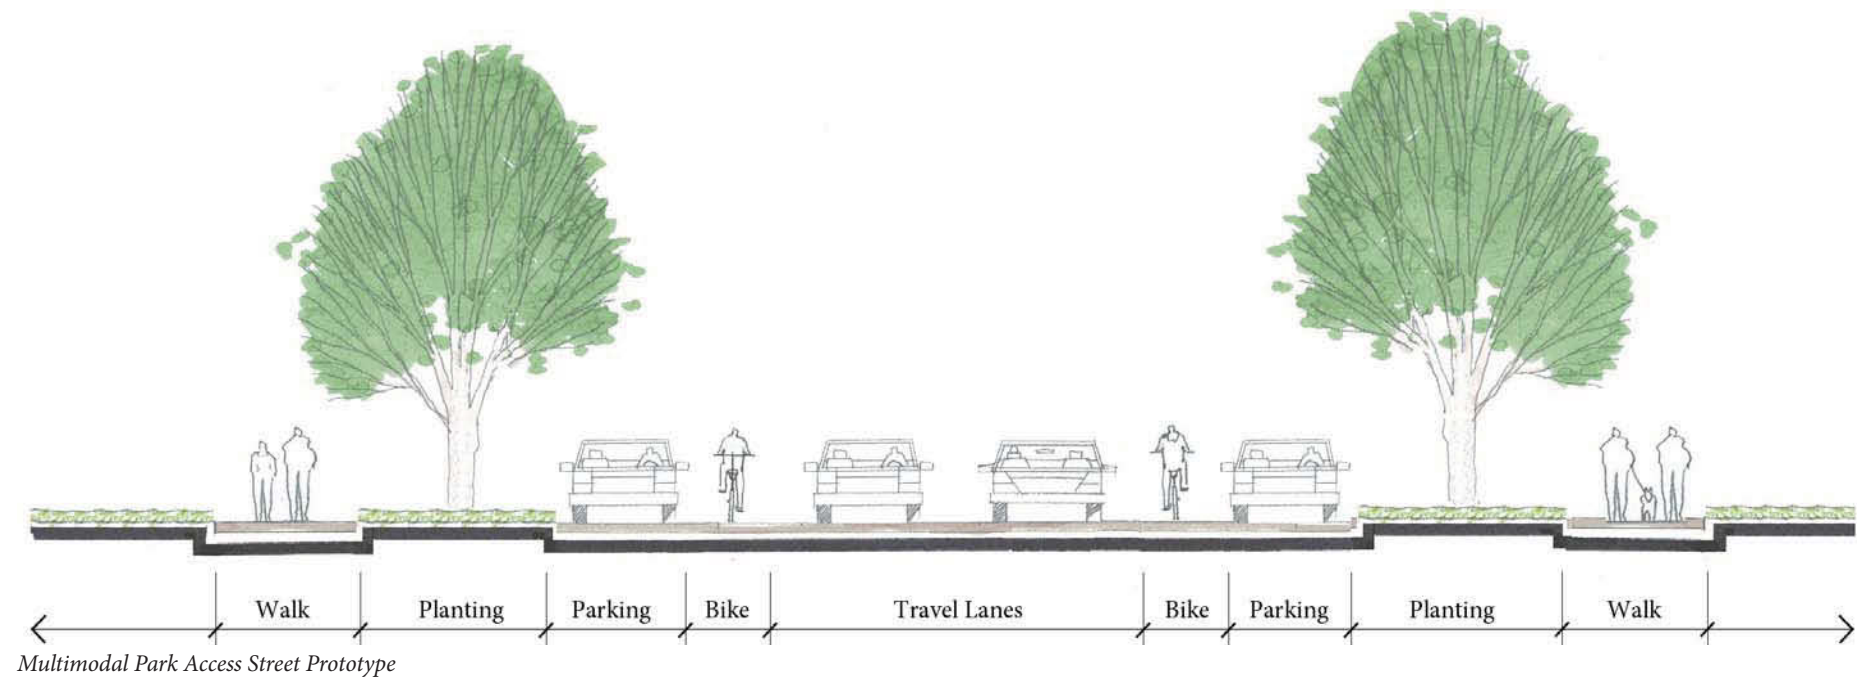 Walk Planting Parking Bike Travel Lanes Bike Parking Planting Walk
Multimodal Park Access Street Prototype